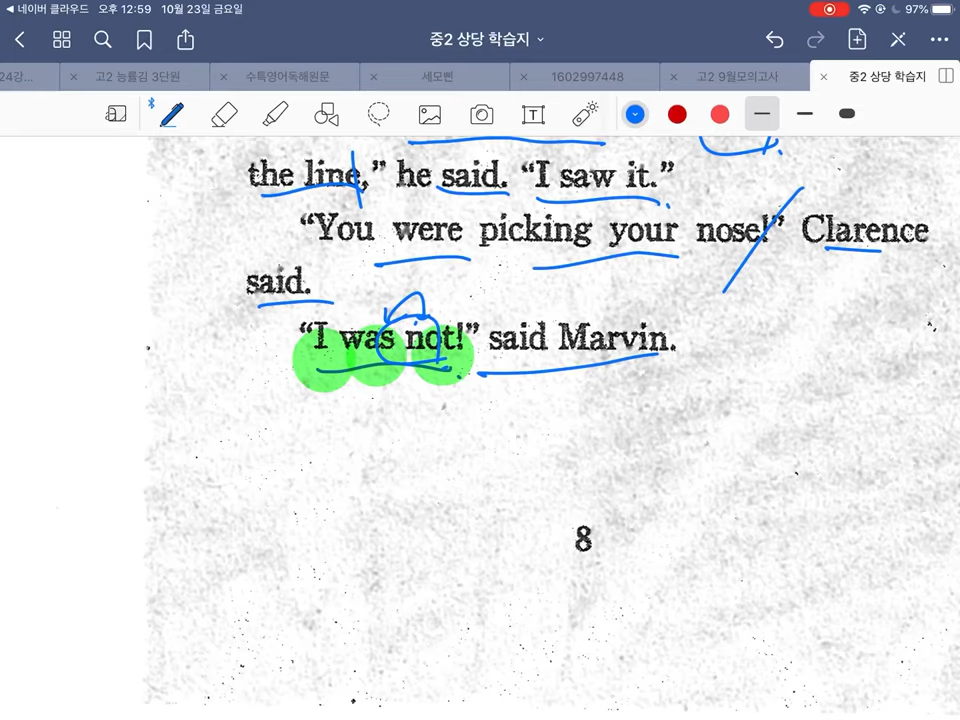 네이버 클라우드 오후 12:59 10월 23일 금요일 97%
중2 상당 학습지
24강... 고2 능률김 3단원 수특영어독해원문 세모삔 1602997448 고2 9월모의고사 중2 상당 학습지
the line,” he said. “I saw it.”
“You were picking your nose!” Clarence
said.
“I was not!” said Marvin.
8